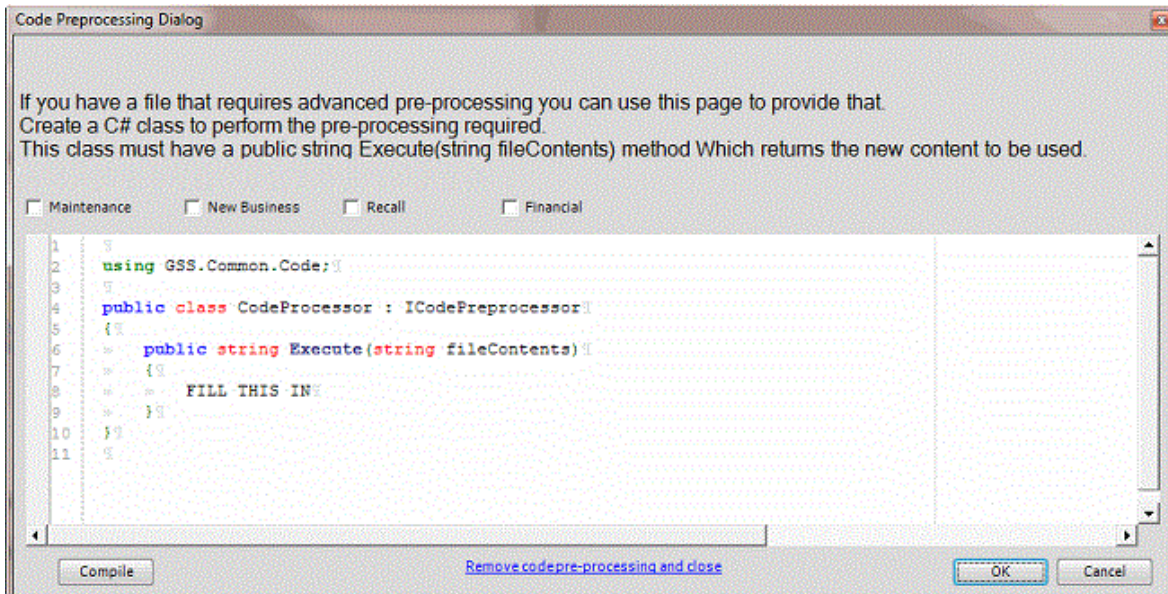 Code Preprocessing Dialog
If you have a file that requires advanced pre-processing you can use this page to provide that.
Create a C# class to perform the pre-processing required.
This class must have a public string Execute(string fileContents) method Which returns the new content to be used.
Maintenance New Business Recall Financial
1
2 using GSS.Common.Code;
3
4 public class CodeProcessor : ICodePreprocessor
5 {
6 public string Execute(string fileContents)
7 {
8 FILL THIS IN
9 }
10 }
11
Compile Remove code pre-processing and close OK Cancel